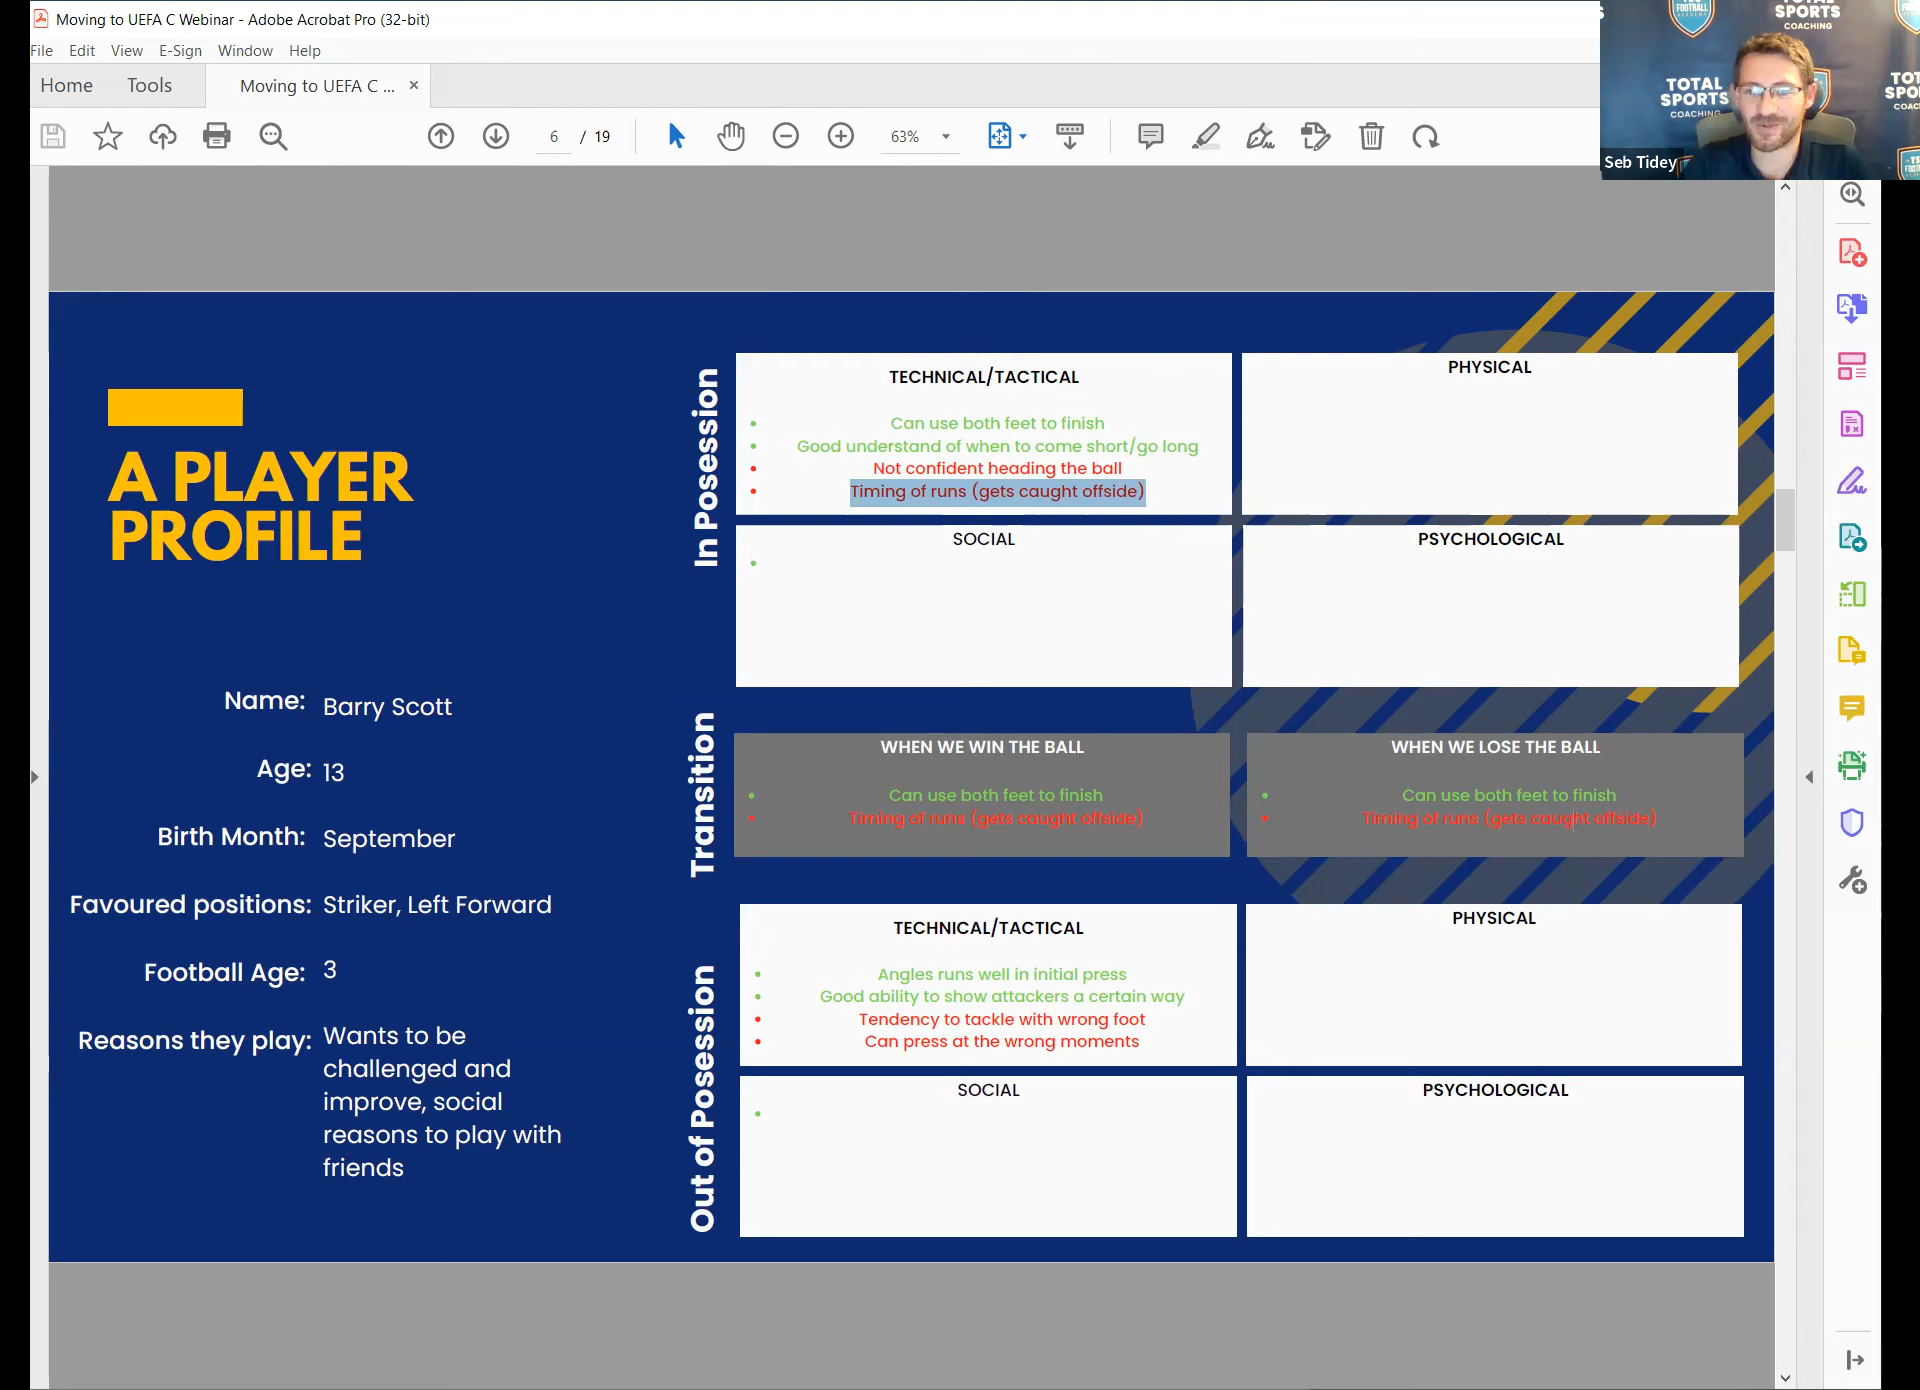 Moving to UEFA C Webinar - Adobe Acrobat Pro (32-bit)
File Edit View E-Sign Window Help
Home Tools Moving to UEFA C ... ×
6 / 19 63%
FOOTBALL
SPORTS
COACHING
TOTAL
SPORTS
COACHING
Seb Tidey
A PLAYER
PROFILE
Name: Barry Scott
Age: 13
Birth Month: September
Favoured positions: Striker, Left Forward
Football Age: 3
Reasons they play: Wants to be
challenged and
improve, social
reasons to play with
friends
In Posession
TECHNICAL/TACTICAL
• Can use both feet to finish
• Good understand of when to come short/go long
• Not confident heading the ball
• Timing of runs (gets caught offside)
PHYSICAL
SOCIAL
•
PSYCHOLOGICAL
Transition
WHEN WE WIN THE BALL
• Can use both feet to finish
• Timing of runs (gets caught offside)
WHEN WE LOSE THE BALL
• Can use both feet to finish
• Timing of runs (gets caught offside)
Out of Posession
TECHNICAL/TACTICAL
• Angles runs well in initial press
• Good ability to show attackers a certain way
• Tendency to tackle with wrong foot
• Can press at the wrong moments
PHYSICAL
SOCIAL
•
PSYCHOLOGICAL